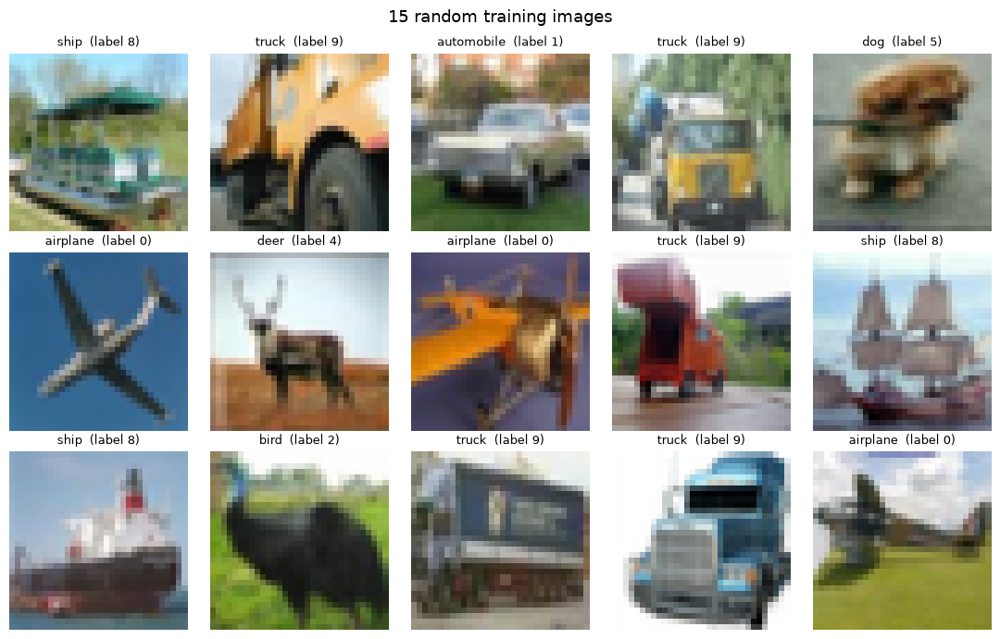 15 random training images
ship (label 8)
truck (label 9)
automobile (label 1)
truck (label 9)
dog (label 5)
airplane (label 0)
deer (label 4)
airplane (label 0)
truck (label 9)
ship (label 8)
ship (label 8)
bird (label 2)
truck (label 9)
truck (label 9)
airplane (label 0)